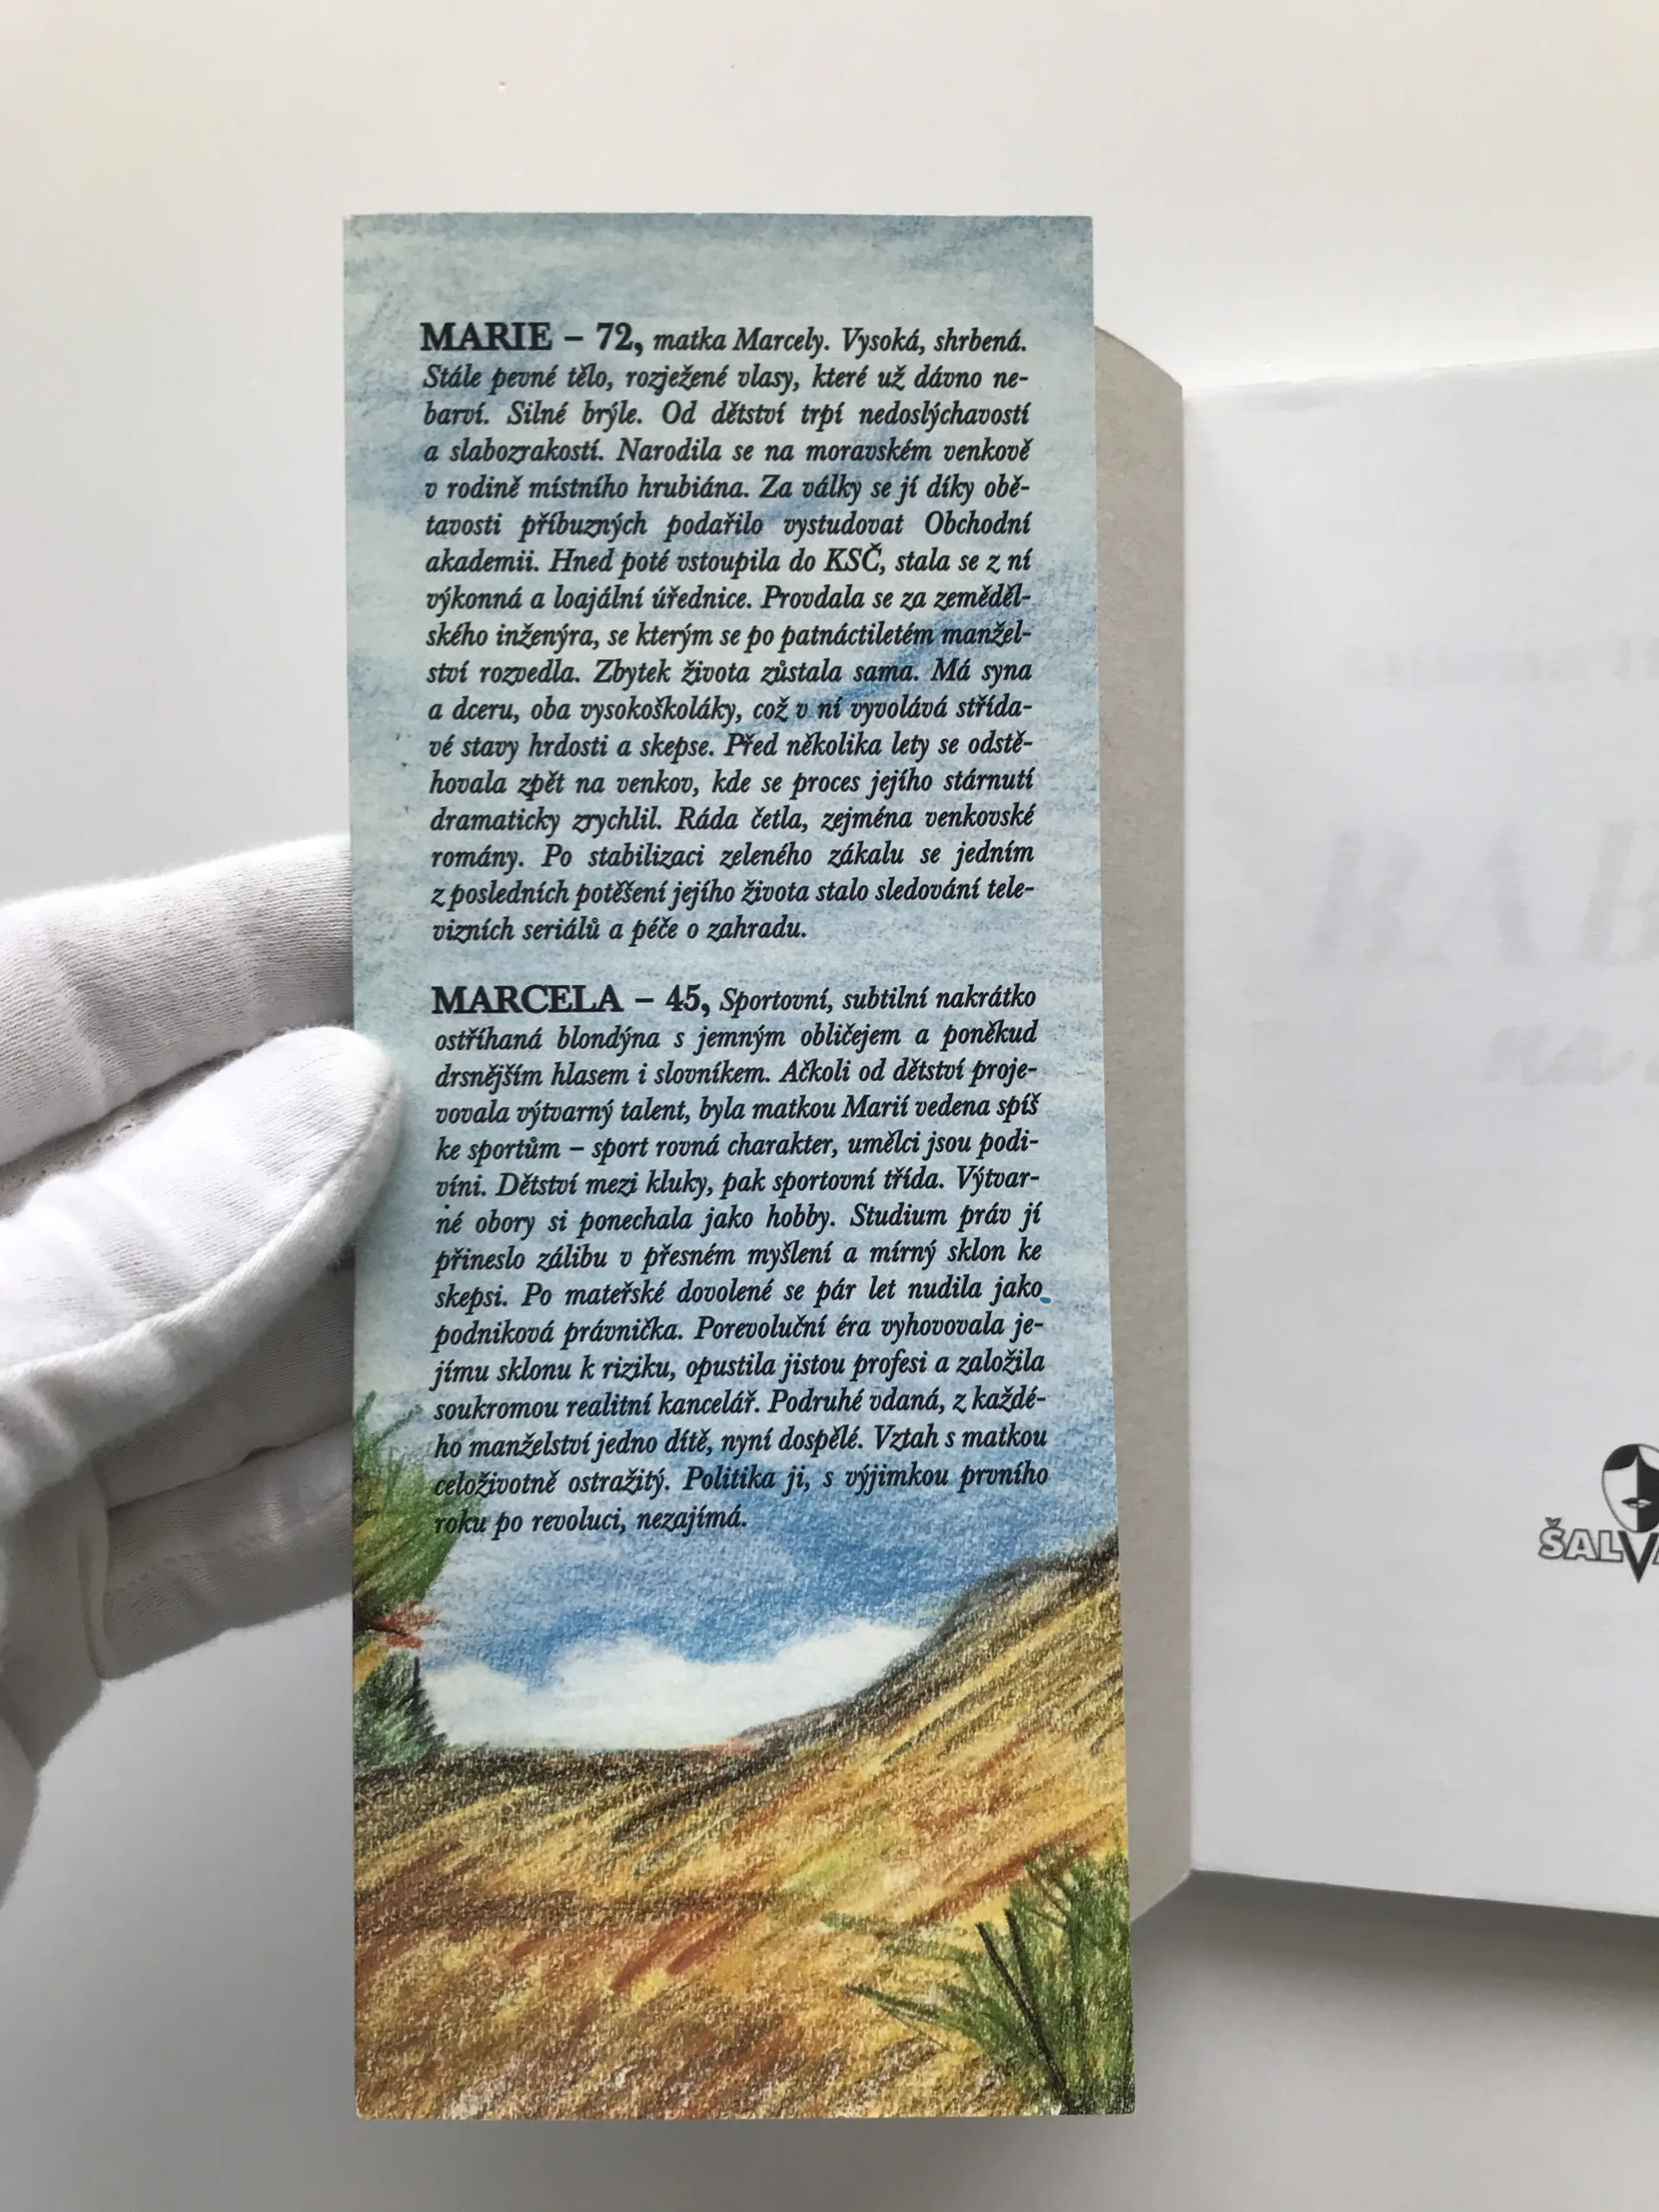 MARIE – 72, matka Marcely. Vysoká, shrbená.
Stále pevné tělo, rozježené vlasy, které už dávno ne-
barví. Silné brýle. Od dětství trpí nedoslýchavostí
a slabozrakostí. Narodila se na moravském venkově
v rodině místního hrubiána. Za války se jí díky obě-
tavosti příbuzných podařilo vystudovat Obchodní
akademii. Hned poté vstoupila do KSČ, stala se z ní
výkonná a loajální úřednice. Provdala se za zeměděl-
ského inženýra, se kterým se po patnáctiletém manžel-
ství rozvedla. Zbytek života zůstala sama. Má syna
a dceru, oba vysokoškoláky, což v ní vyvolává střída-
vé stavy hrdosti a skepse. Před několika lety se odstě-
hovala zpět na venkov, kde se proces jejího stárnutí
dramaticky zrychlil. Ráda četla, zejména venkovské
romány. Po stabilizaci zeleného zákalu se jedním
z posledních potěšení jejího života stalo sledování tele-
vizních seriálů a péče o zahradu.
MARCELA – 45, Sportovní, subtilní nakrátko
ostříhaná blondýna s jemným obličejem a poněkud
drsnějším hlasem i slovníkem. Ačkoli od dětství proje-
vovala výtvarný talent, byla matkou Marií vedena spíš
ke sportům – sport rovná charakter, umělci jsou podi-
víni. Dětství mezi kluky, pak sportovní třída. Výtvar-
né obory si ponechala jako hobby. Studium práv jí
přineslo zálibu v přesném myšlení a mírný sklon ke
skepsi. Po mateřské dovolené se pár let nudila jako
podniková právnička. Porevoluční éra vyhovovala je-
jímu sklonu k riziku, opustila jistou profesi a založila
soukromou realitní kancelář. Podruhé vdaná, z každé-
ho manželství jedno dítě, nyní dospělé. Vztah s matkou
celoživotně ostražitý. Politika ji, s výjimkou prvního
roku po revoluci, nezajímá.